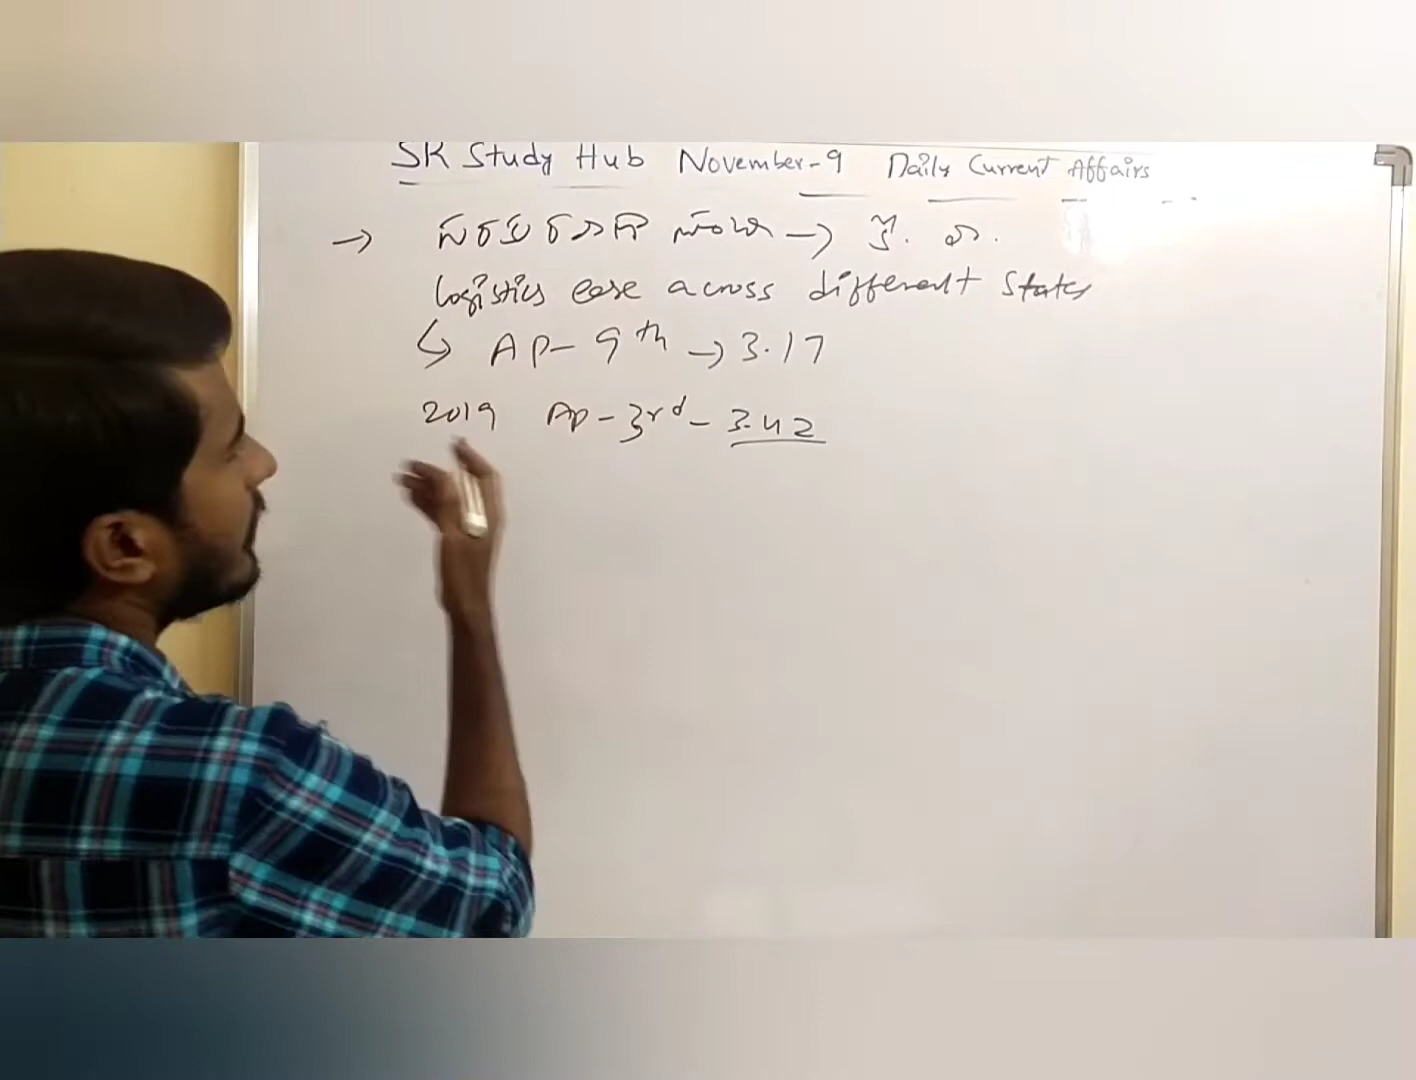 SK Study Hub November-9 Daily Current Affairs
→ సరకు రవాణా →
Logistics ease across different States
↳ AP- 9th → 3.17
2019 AP - 3rd - 3.42